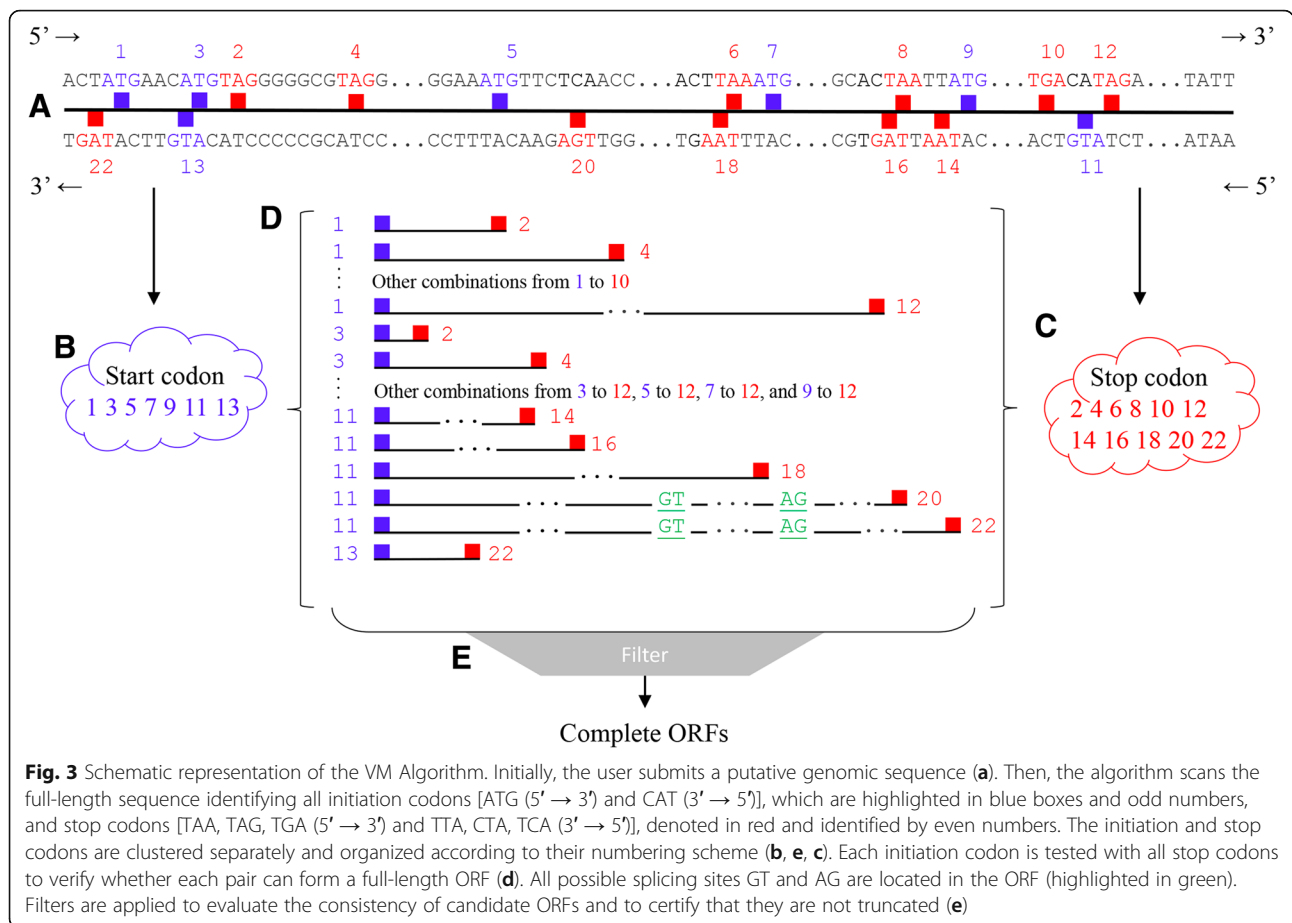 5’ → → 3’
1 3 2 4 5 6 7 8 9 10 12
ACTATGAACATGTAGGGGGCGTAGG...GGAAATGTTCTCAACC...ACTTAAATG...GCACTAATTATG...TGACATAGA...TATT
A
TGATACTTGTACATCCCCCGCATCC...CCTTTACAAGAGTTGG...TGAATTTAC...CGTGATTAATAC...ACTGTATCT...ATAA
22 13 20 18 16 14 11
3’ ← ← 5’
D
1 2
1 4
⋮ Other combinations from 1 to 10
1 ... 12
3 2
3 4
⋮ Other combinations from 3 to 12, 5 to 12, 7 to 12, and 9 to 12
11 ... 14
11 ... 16
11 ... 18
11 ... GT ... AG ... 20
11 ... GT ... AG ... 22
13 22
B
Start codon
1 3 5 7 9 11 13
C
Stop codon
2 4 6 8 10 12
14 16 18 20 22
E
Filter
Complete ORFs
Fig. 3 Schematic representation of the VM Algorithm. Initially, the user submits a putative genomic sequence (a). Then, the algorithm scans the
full-length sequence identifying all initiation codons [ATG (5′ → 3′) and CAT (3′ → 5′)], which are highlighted in blue boxes and odd numbers,
and stop codons [TAA, TAG, TGA (5′ → 3′) and TTA, CTA, TCA (3′ → 5′)], denoted in red and identified by even numbers. The initiation and stop
codons are clustered separately and organized according to their numbering scheme (b, e, c). Each initiation codon is tested with all stop codons
to verify whether each pair can form a full-length ORF (d). All possible splicing sites GT and AG are located in the ORF (highlighted in green).
Filters are applied to evaluate the consistency of candidate ORFs and to certify that they are not truncated (e)